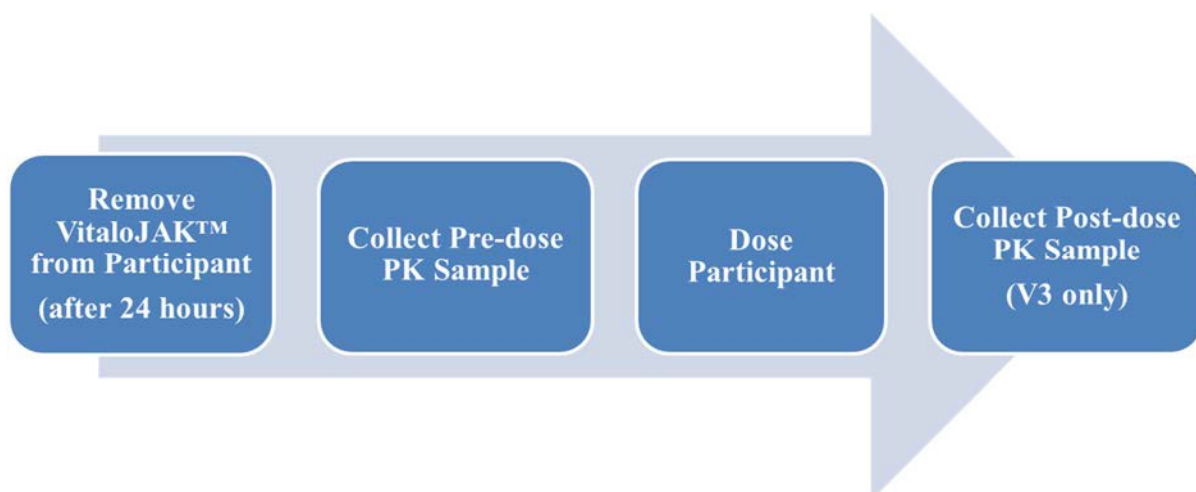 Remove
VitaloJAK™
from Participant
(after 24 hours)
Collect Pre-dose
PK Sample
Dose
Participant
Collect Post-dose
PK Sample
(V3 only)